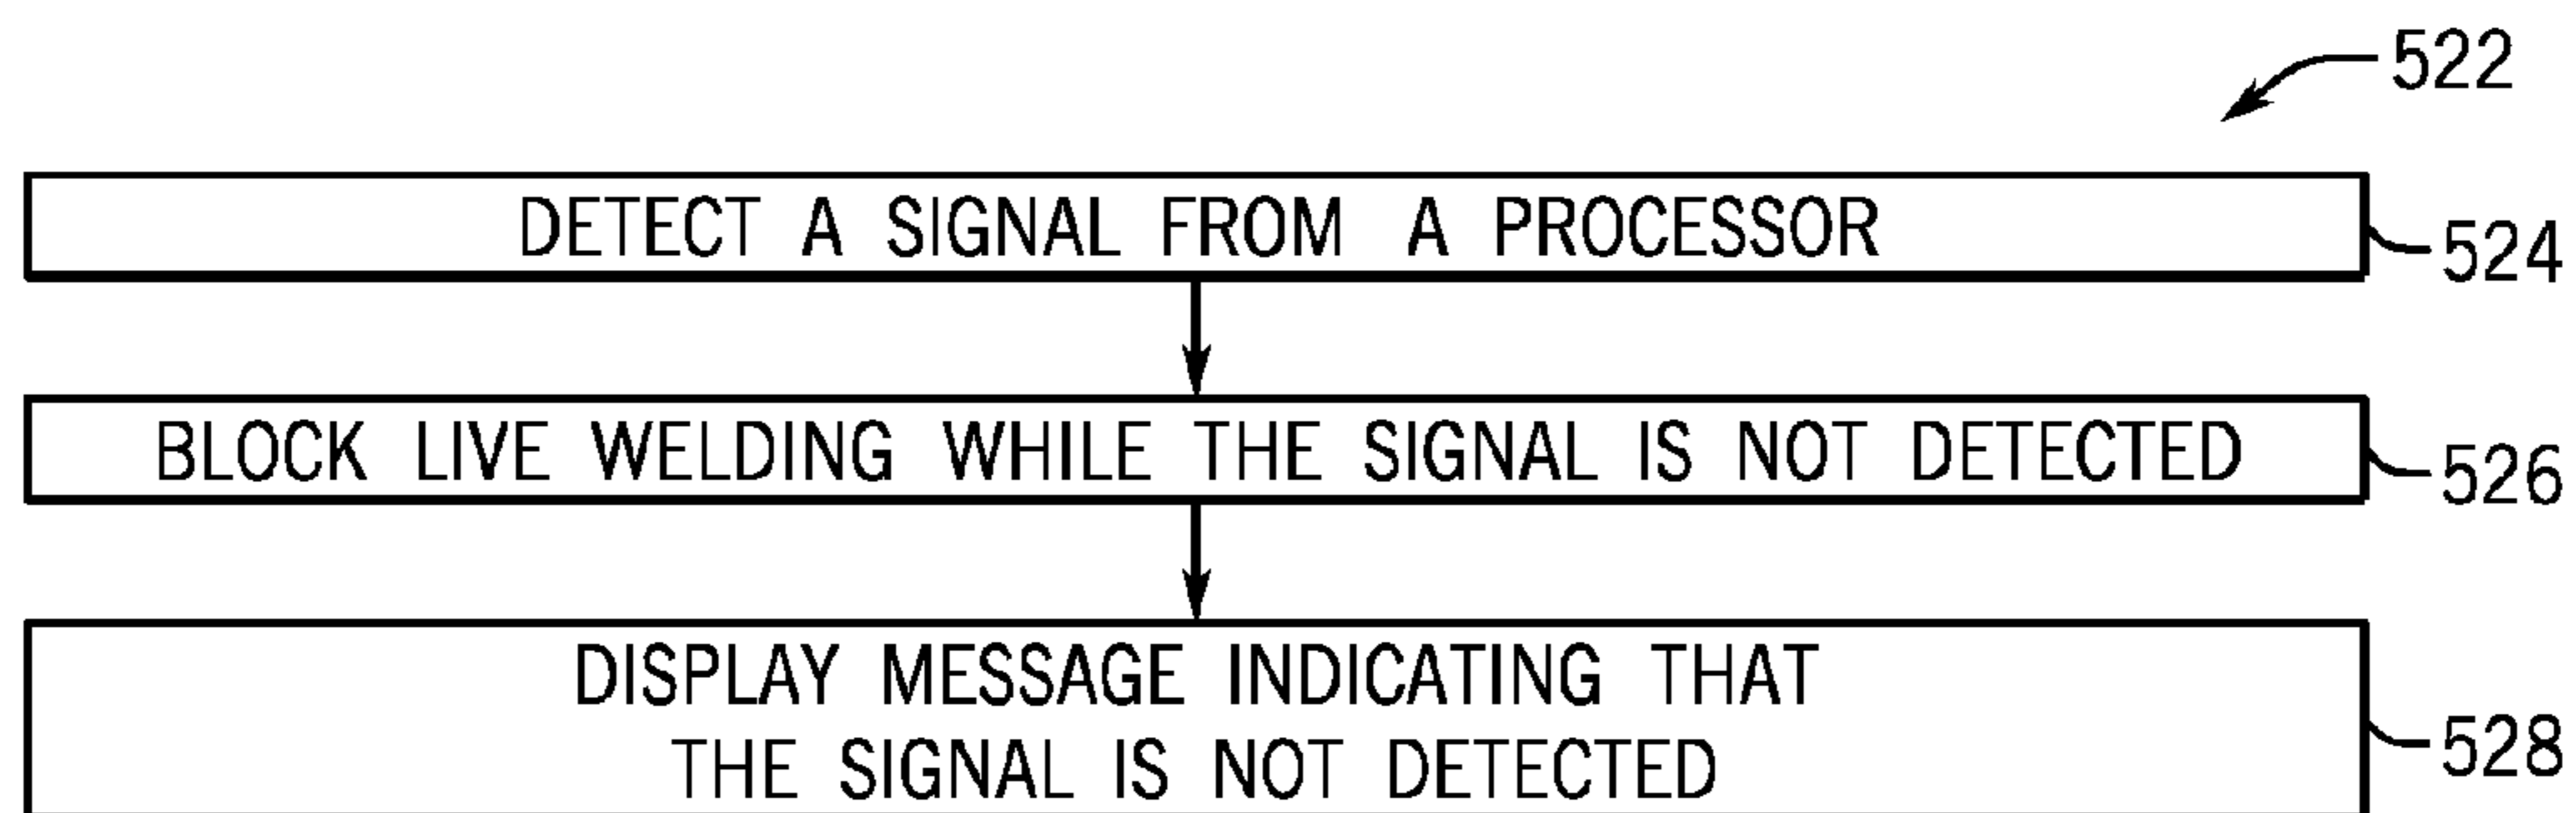 522
DETECT A SIGNAL FROM A PROCESSOR
524
BLOCK LIVE WELDING WHILE THE SIGNAL IS NOT DETECTED
526
DISPLAY MESSAGE INDICATING THAT
THE SIGNAL IS NOT DETECTED
528